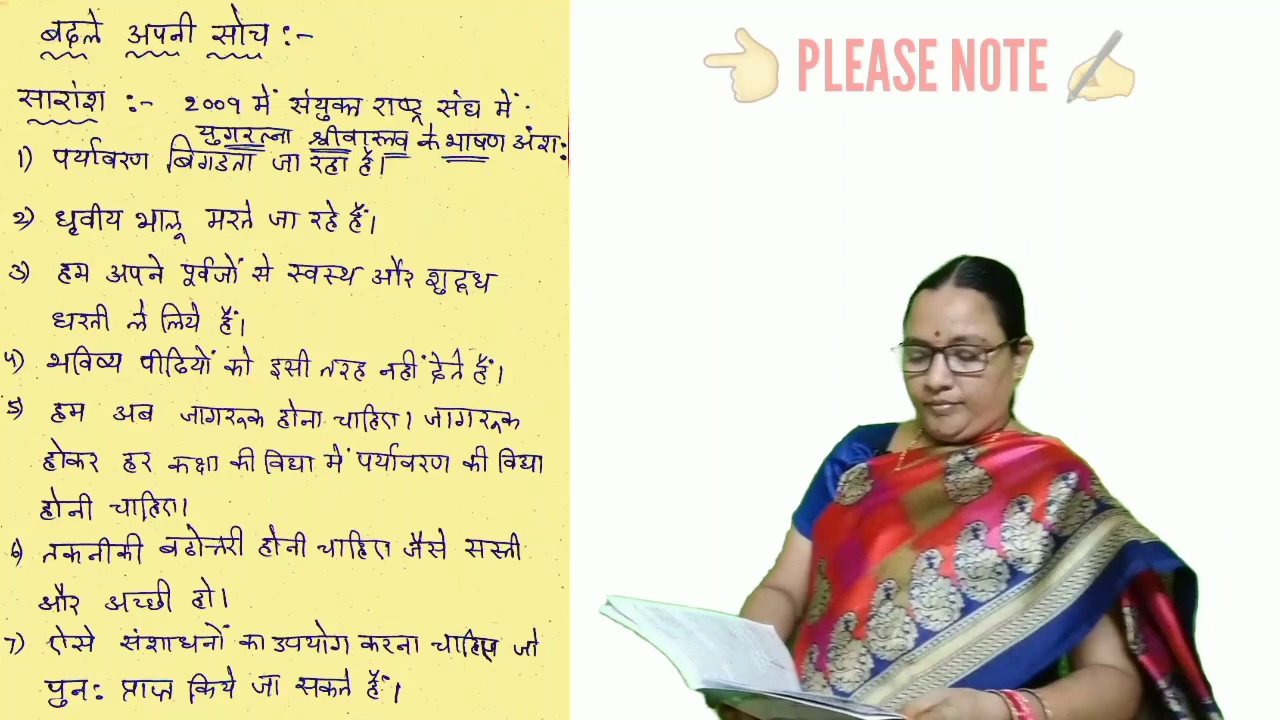 बदले अपनी सोच :-
PLEASE NOTE
सारांश :- २००९ में संयुक्त राष्ट्र संघ में
युगरत्ना श्रीवास्तव के भाषण अंश:
1) पर्यावरण बिगडता जा रहा है।
2) धृवीय भालू मरते जा रहे हैं।
3) हम अपने पूर्वजों से स्वस्थ और शुद्ध
धरती ले लिये हैं।
4) भविष्य पीढियों को इसी तरह नहीं देते हैं।
5) हम अब जागरूक होना चाहिए। जागरूक
होकर हर कक्षा की विद्या में पर्यावरण की विद्या
होनी चाहिए।
6) तकनीकी बढोत्तरी होनी चाहिए जैसे सस्ती
और अच्छी हो।
7) ऐसे संशाधनों का उपयोग करना चाहिए जो
पुन: प्राप्त किये जा सकते हैं।